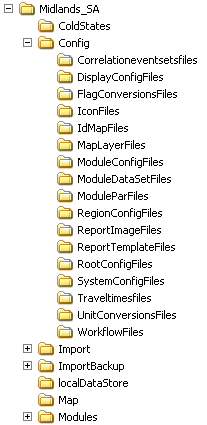 Midlands_SA
ColdStates
Config
Correlationeventsetsfiles
DisplayConfigFiles
FlagConversionsFiles
IconFiles
IdMapFiles
MapLayerFiles
ModuleConfigFiles
ModuleDataSetFiles
ModuleParFiles
RegionConfigFiles
ReportImageFiles
ReportTemplateFiles
RootConfigFiles
SystemConfigFiles
Traveltimesfiles
UnitConversionsFiles
WorkflowFiles
Import
ImportBackup
localDataStore
Map
Modules